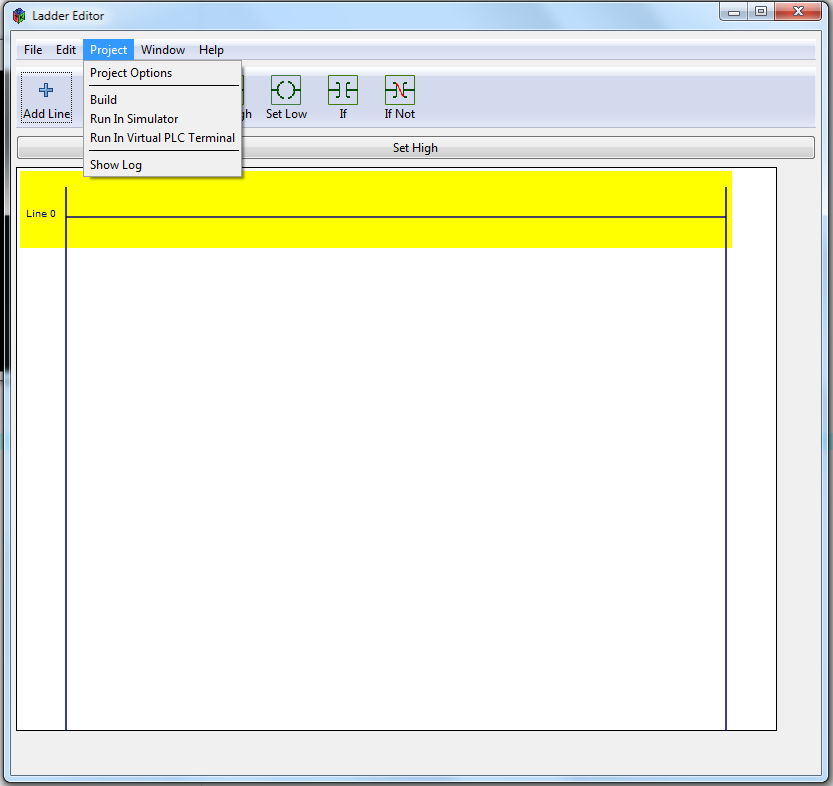 Ladder Editor
File Edit Project Window Help
Project Options
Build
Run In Simulator
Run In Virtual PLC Terminal
Show Log
Add Line gh Set Low If If Not
Set High
Line 0